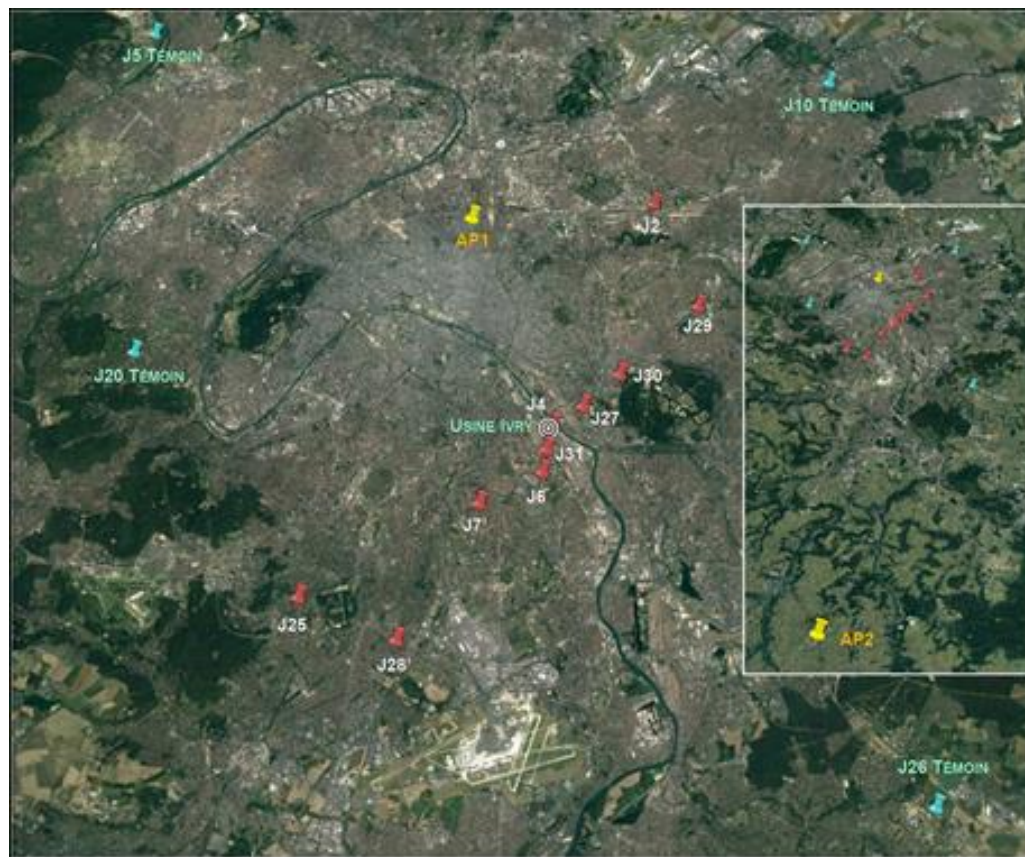 J5 TÉMOIN
J10 TÉMOIN
J2
AP1
J29
J20 TÉMOIN
J30
J4
J27
USINE IVRY
J31
J6
J7
J25
J28
AP2
J26 TÉMOIN